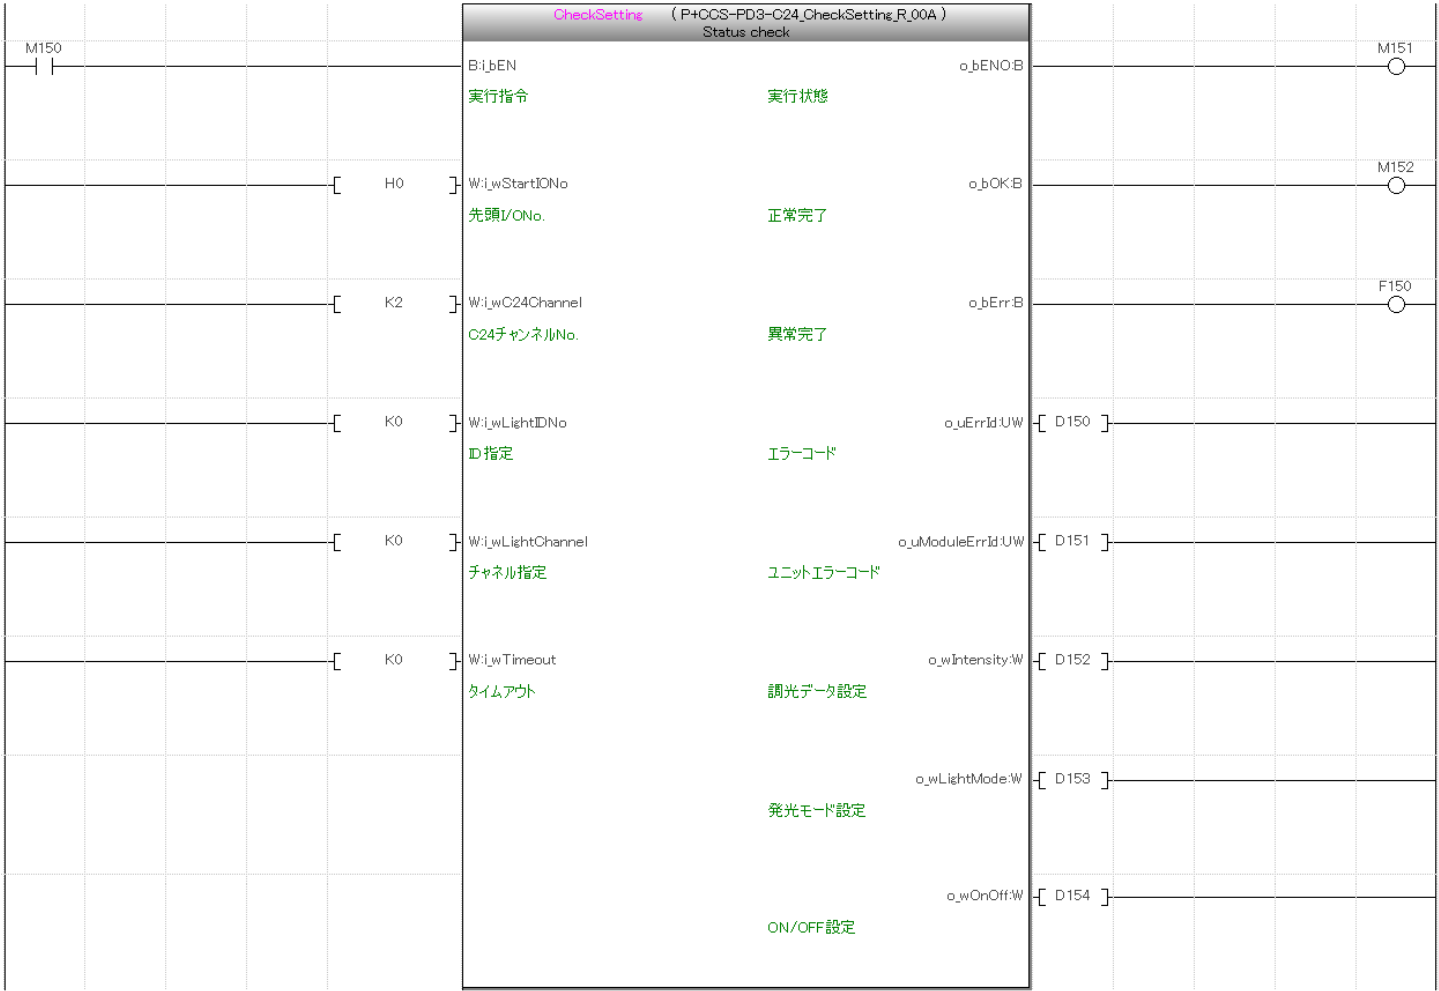 CheckSetting (P+CCS-PD3-C24_CheckSetting_R_00A)
Status check
M150
M151
B:i_bEN
o_bENO:B
実行指令
実行状態
M152
H0
W:i_wStartIONo
o_bOK:B
先頭I/ONo.
正常完了
F150
K2
W:i_wC24Channel
o_bErr:B
C24チャンネルNo.
異常完了
K0
W:i_wLightIDNo
o_uErrId:UW
D150
ID指定
エラーコード
K0
W:i_wLightChannel
o_uModuleErrId:UW
D151
チャネル指定
ユニットエラーコード
K0
W:i_wTimeout
o_wIntensity:W
D152
タイムアウト
調光データ設定
o_wLightMode:W
D153
発光モード設定
o_wOnOff:W
D154
ON/OFF設定